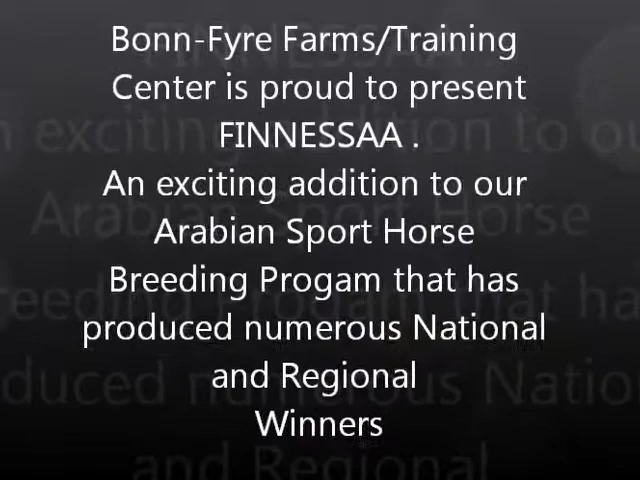 Bonn-Fyre Farms/Training
Center is proud to present
FINNESSAA .
An exciting addition to our
Arabian Sport Horse
Breeding Progam that has
produced numerous National
and Regional
Winners